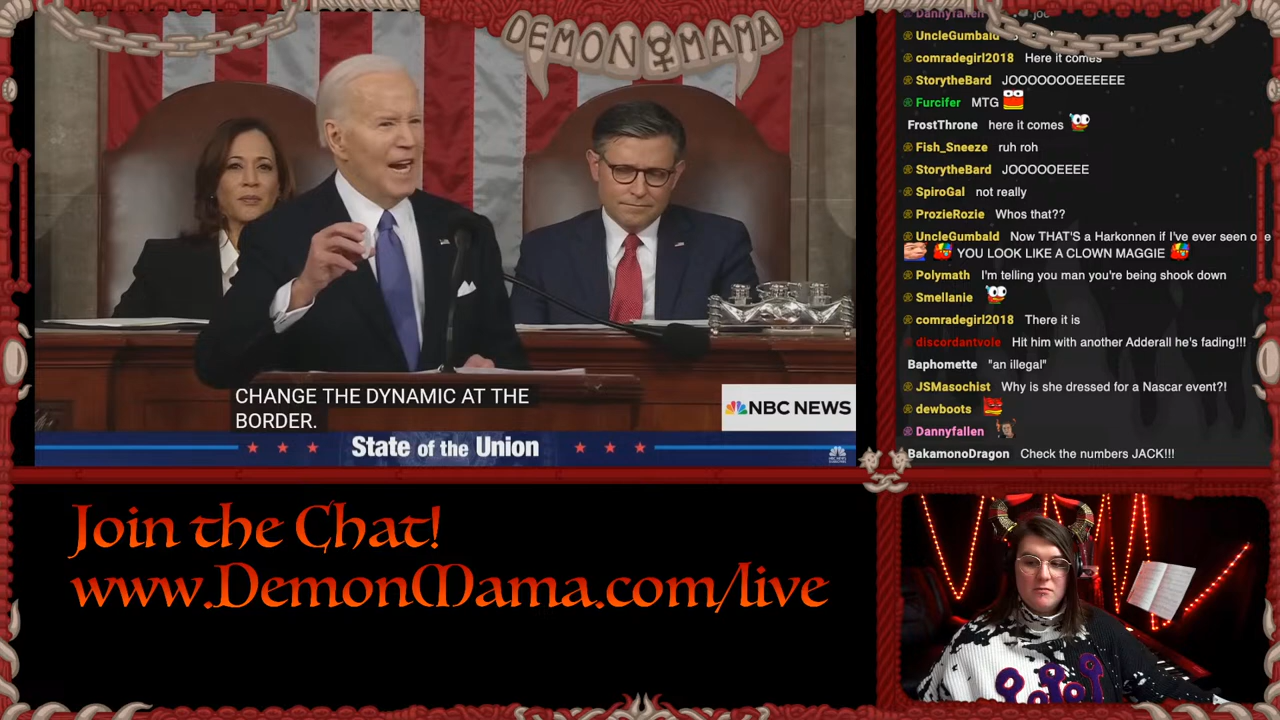 DEMON MAMA
CHANGE THE DYNAMIC AT THE
BORDER.
NBC NEWS
State of the Union
Join the Chat!
www.DemonMama.com/live
Dannyfallen joe
UncleGumbald
comradegirl2018 Here it comes
StorytheBard JOOOOOOOEEEEEE
Furcifer MTG
FrostThrone here it comes
Fish_Sneeze ruh roh
StorytheBard JOOOOOEEEE
SpiroGal not really
ProzieRozie Whos that??
UncleGumbald Now THAT'S a Harkonnen if I've ever seen one
YOU LOOK LIKE A CLOWN MAGGIE
Polymath I'm telling you man you're being shook down
Smellanie
comradegirl2018 There it is
discordantvole Hit him with another Adderall he's fading!!!
Baphomette "an illegal"
JSMasochist Why is she dressed for a Nascar event?!
dewboots
Dannyfallen
BakamonoDragon Check the numbers JACK!!!